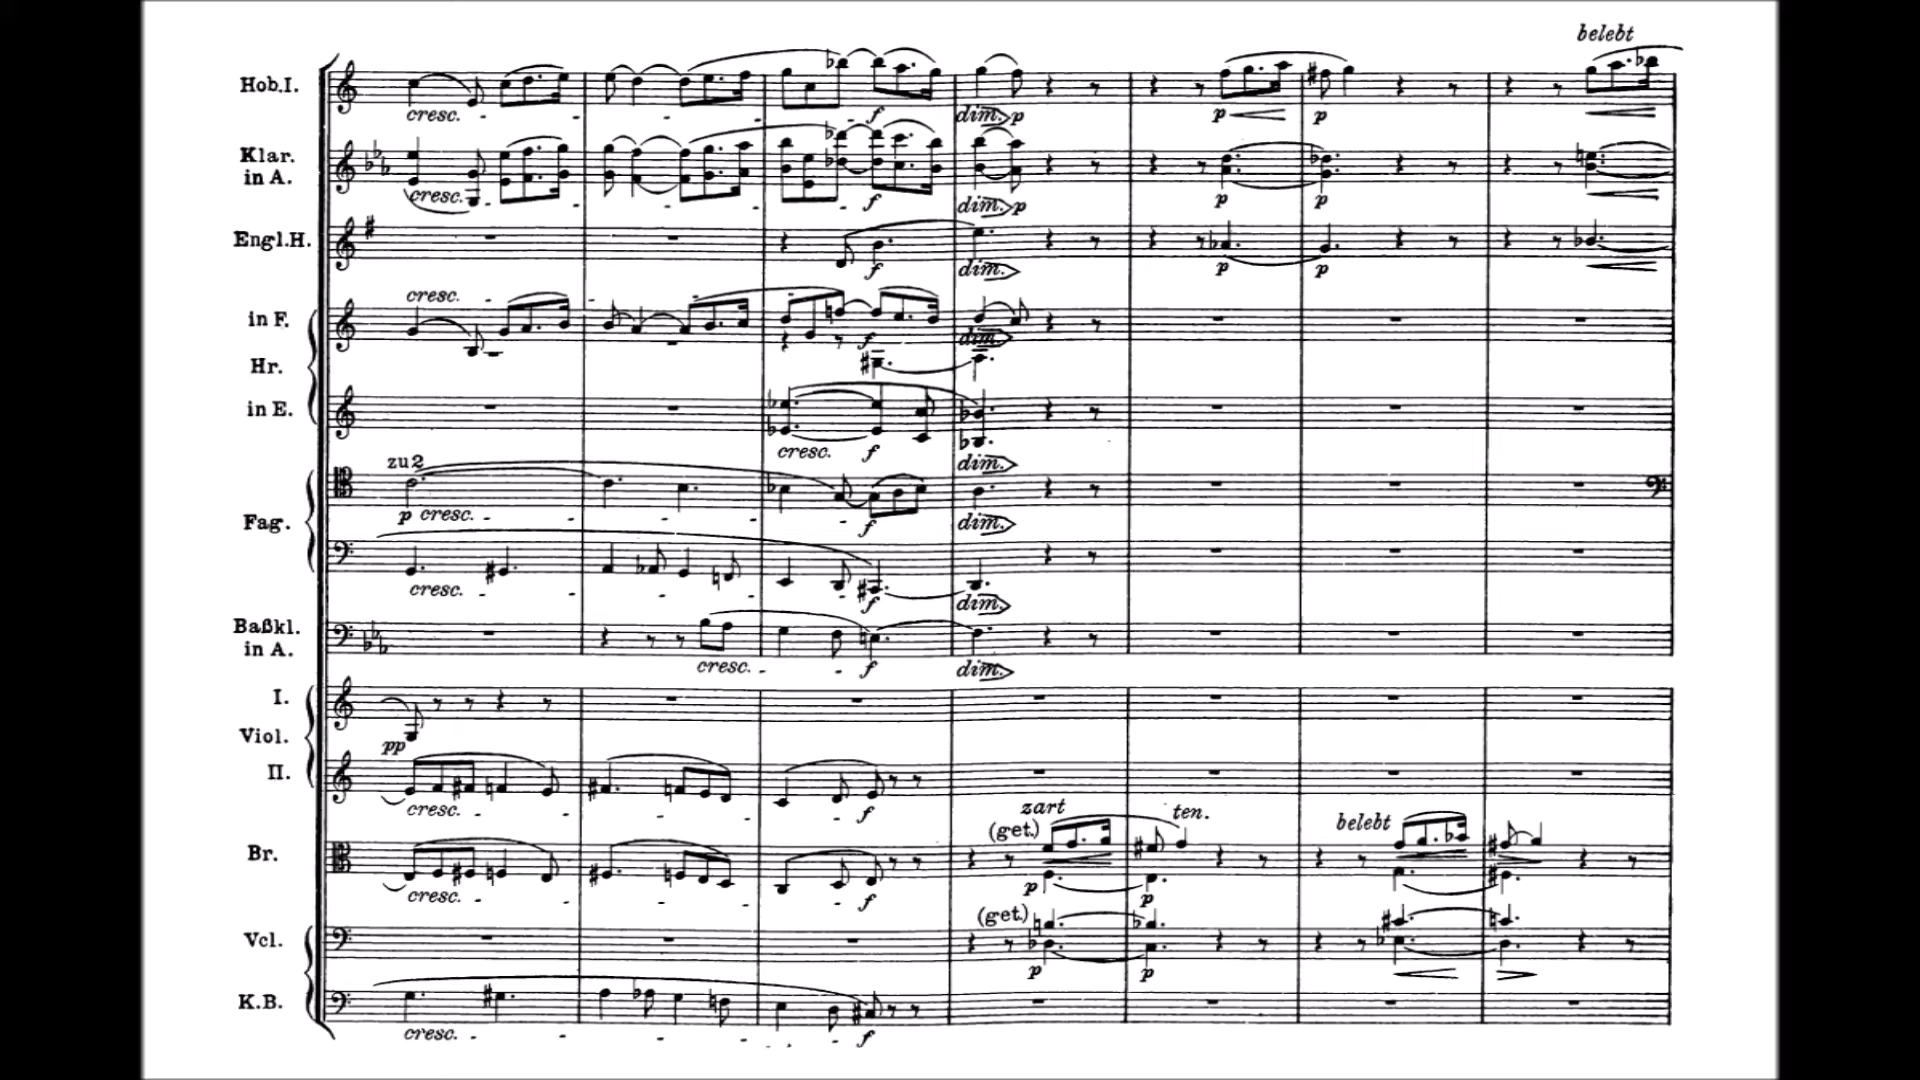 belebt
Hob.I.
cresc. - - - - f dim. p p p
Klar.
in A.
cresc. - - - - f dim. p p p
Engl.H.
f dim. p p
cresc. - - -
in F.
f dim.
Hr.
in E.
cresc. f dim.
zu 2
p cresc. - - - - f dim.
Fag.
cresc. - - - - f dim.
Baßkl.
in A.
cresc. - - f dim.
I.
Viol.
pp
II.
cresc. - - - - f
zart
ten.
belebt
(get.)
Br.
cresc. - - - - f p p
(get.)
Vcl.
p p
K.B.
cresc. - - - - f